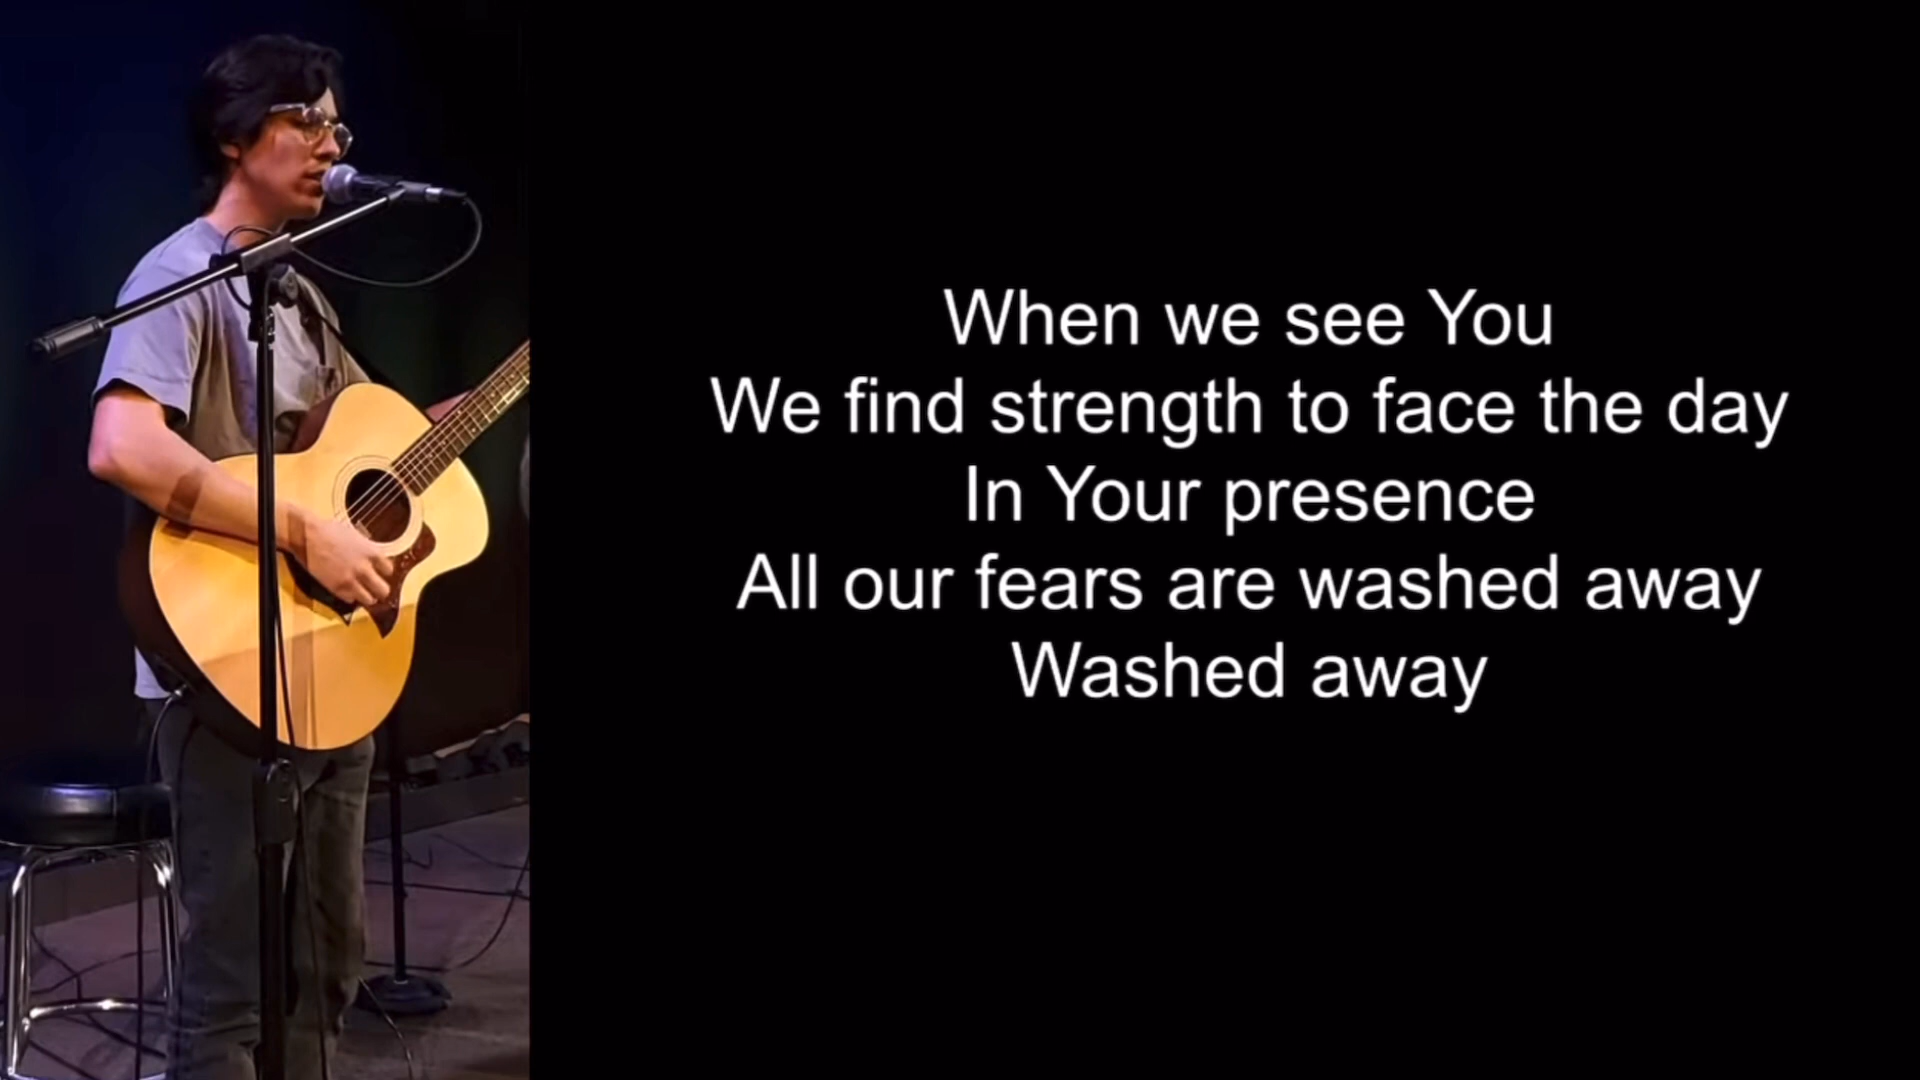 When we see You
We find strength to face the day
In Your presence
All our fears are washed away
Washed away